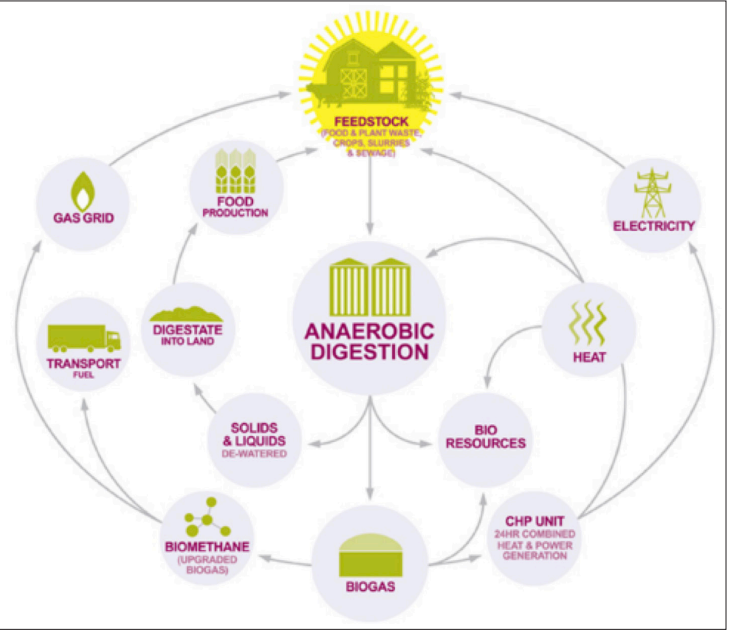 FEEDSTOCK
(FOOD & PLANT WASTE,
CROPS, SLURRIES
& SEWAGE)
GAS GRID
FOOD
PRODUCTION
ELECTRICITY
TRANSPORT
FUEL
DIGESTATE
INTO LAND
ANAEROBIC
DIGESTION
HEAT
SOLIDS
& LIQUIDS
DE-WATERED
BIO
RESOURCES
BIOMETHANE
(UPGRADED
BIOGAS)
BIOGAS
CHP UNIT
24HR COMBINED
HEAT & POWER
GENERATION